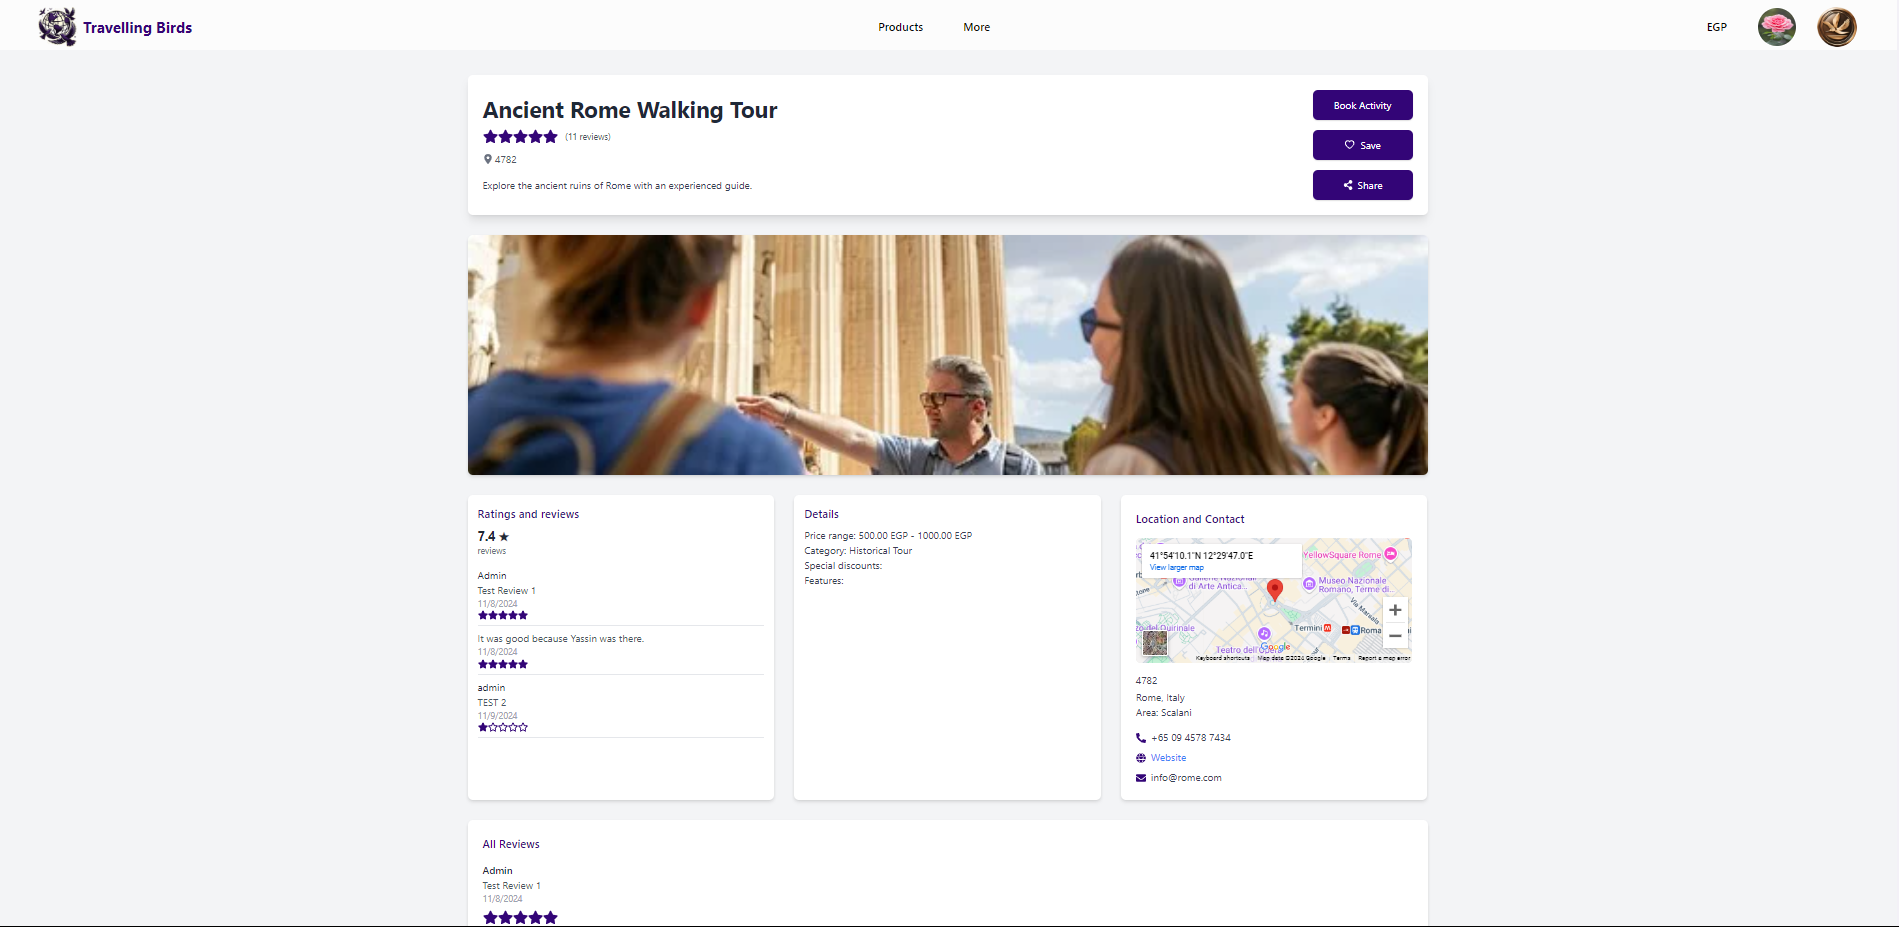 Travelling Birds
Products
More
EGP
Ancient Rome Walking Tour
(11 reviews)
4782
Explore the ancient ruins of Rome with an experienced guide.
Book Activity
Save
Share
Ratings and reviews
7.4 ★
reviews
Admin
Test Review 1
11/8/2024
It was good because Yassin was there.
11/8/2024
admin
TEST 2
11/9/2024
Details
Price range: 500.00 EGP - 1000.00 EGP
Category: Historical Tour
Special discounts:
Features:
Location and Contact
41°54'10.1"N 12°29'47.0"E
View larger map
YellowSquare Rome
di Arte Antica...
Museo Nazionale
Romano, Terme di..
Via Marsala
Termini
Roma
zo del Quirinale
Teatro dell'Opera
Google
Keyboard shortcuts
Map data ©2024 Google
Terms
Report a map error
4782
Rome, Italy
Area: Scalani
+65 09 4578 7434
Website
info@rome.com
All Reviews
Admin
Test Review 1
11/8/2024